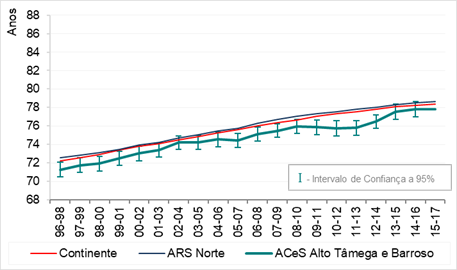 Anos
88
86
84
82
80
78
76
74
72
70
68
I - Intervalo de Confiança a 95%
96-98 97-99 98-00 99-01 00-02 01-03 02-04 03-05 04-06 05-07 06-08 07-09 08-10 09-11 10-12 11-13 12-14 13-15 14-16 15-17
Continente ARS Norte ACeS Alto Tâmega e Barroso